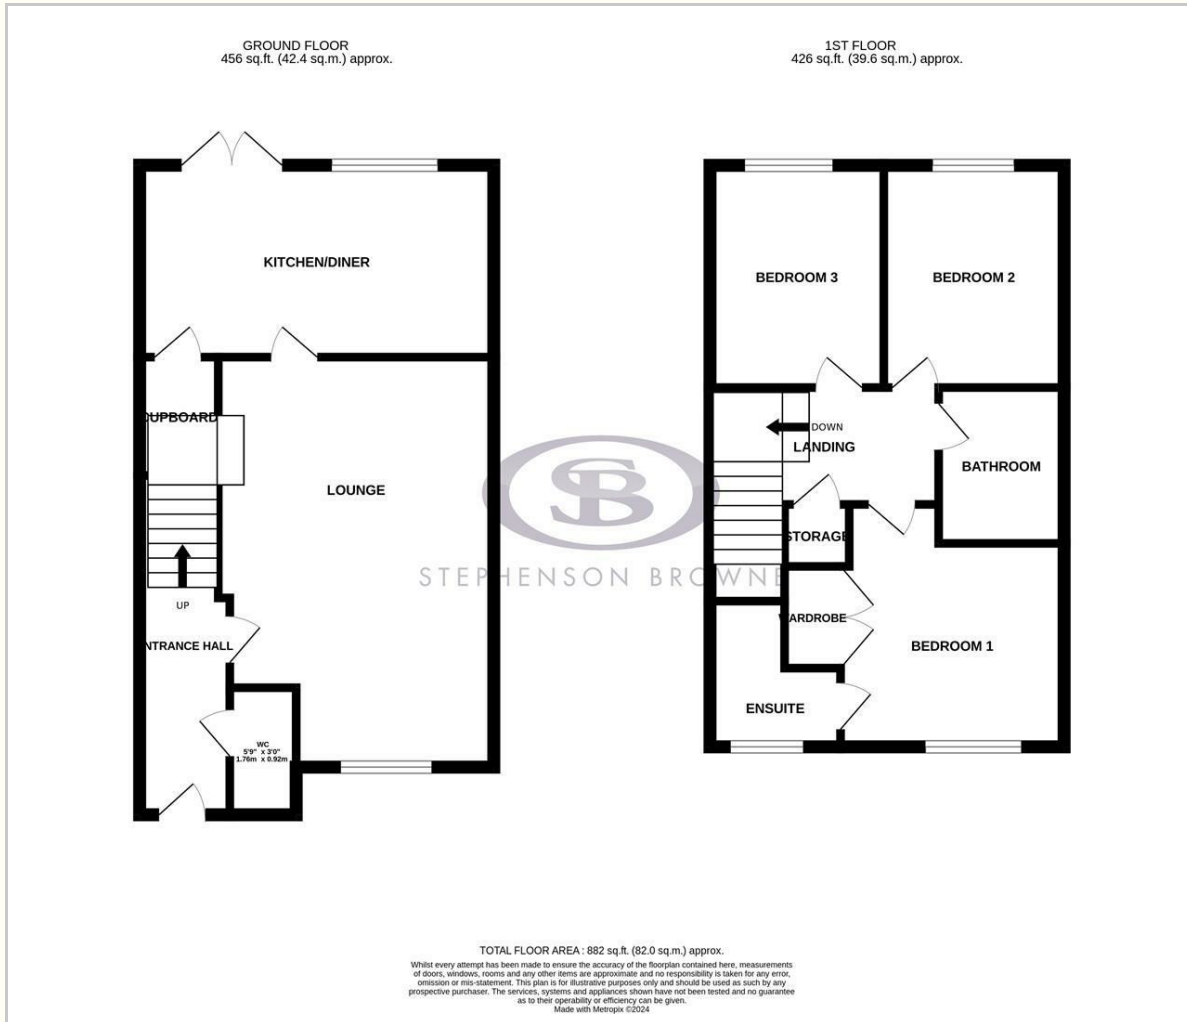 GROUND FLOOR
456 sq.ft. (42.4 sq.m.) approx.
1ST FLOOR
426 sq.ft. (39.6 sq.m.) approx.
KITCHEN/DINER
CUPBOARD
LOUNGE
UP
ENTRANCE HALL
WC
5'9" x 3'0"
1.76m x 0.92m
BEDROOM 3
BEDROOM 2
DOWN
LANDING
BATHROOM
STORAGE
WARDROBE
BEDROOM 1
ENSUITE
SB
STEPHENSON BROWNE
TOTAL FLOOR AREA : 882 sq.ft. (82.0 sq.m.) approx.
Whilst every attempt has been made to ensure the accuracy of the floorplan contained here, measurements
of doors, windows, rooms and any other items are approximate and no responsibility is taken for any error,
omission or mis-statement. This plan is for illustrative purposes only and should be used as such by any
prospective purchaser. The services, systems and appliances shown have not been tested and no guarantee
as to their operability or efficiency can be given.
Made with Metropix ©2024